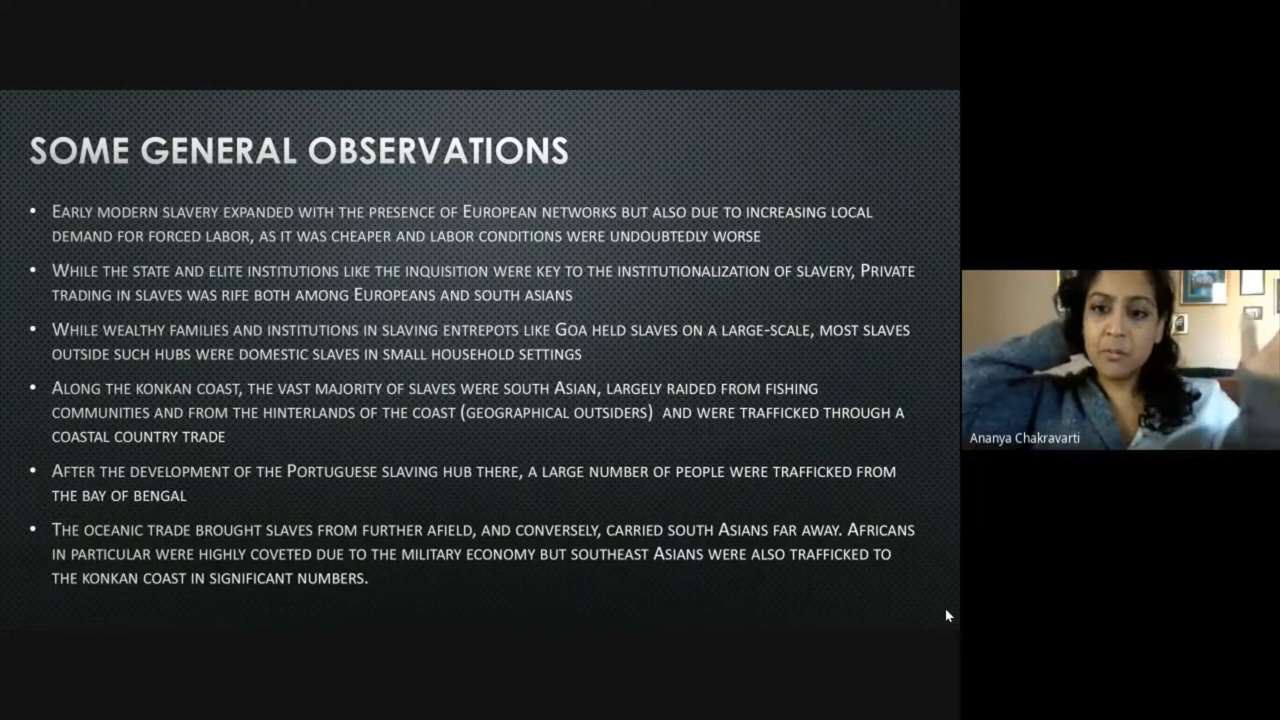 SOME GENERAL OBSERVATIONS
• EARLY MODERN SLAVERY EXPANDED WITH THE PRESENCE OF EUROPEAN NETWORKS BUT ALSO DUE TO INCREASING LOCAL
DEMAND FOR FORCED LABOR, AS IT WAS CHEAPER AND LABOR CONDITIONS WERE UNDOUBTEDLY WORSE
• WHILE THE STATE AND ELITE INSTITUTIONS LIKE THE INQUISITION WERE KEY TO THE INSTITUTIONALIZATION OF SLAVERY, PRIVATE
TRADING IN SLAVES WAS RIFE BOTH AMONG EUROPEANS AND SOUTH ASIANS
• WHILE WEALTHY FAMILIES AND INSTITUTIONS IN SLAVING ENTREPOTS LIKE GOA HELD SLAVES ON A LARGE-SCALE, MOST SLAVES
OUTSIDE SUCH HUBS WERE DOMESTIC SLAVES IN SMALL HOUSEHOLD SETTINGS
• ALONG THE KONKAN COAST, THE VAST MAJORITY OF SLAVES WERE SOUTH ASIAN, LARGELY RAIDED FROM FISHING
COMMUNITIES AND FROM THE HINTERLANDS OF THE COAST (GEOGRAPHICAL OUTSIDERS) AND WERE TRAFFICKED THROUGH A
COASTAL COUNTRY TRADE
• AFTER THE DEVELOPMENT OF THE PORTUGUESE SLAVING HUB THERE, A LARGE NUMBER OF PEOPLE WERE TRAFFICKED FROM
THE BAY OF BENGAL
• THE OCEANIC TRADE BROUGHT SLAVES FROM FURTHER AFIELD, AND CONVERSELY, CARRIED SOUTH ASIANS FAR AWAY. AFRICANS
IN PARTICULAR WERE HIGHLY COVETED DUE TO THE MILITARY ECONOMY BUT SOUTHEAST ASIANS WERE ALSO TRAFFICKED TO
THE KONKAN COAST IN SIGNIFICANT NUMBERS.
Ananya Chakravarti